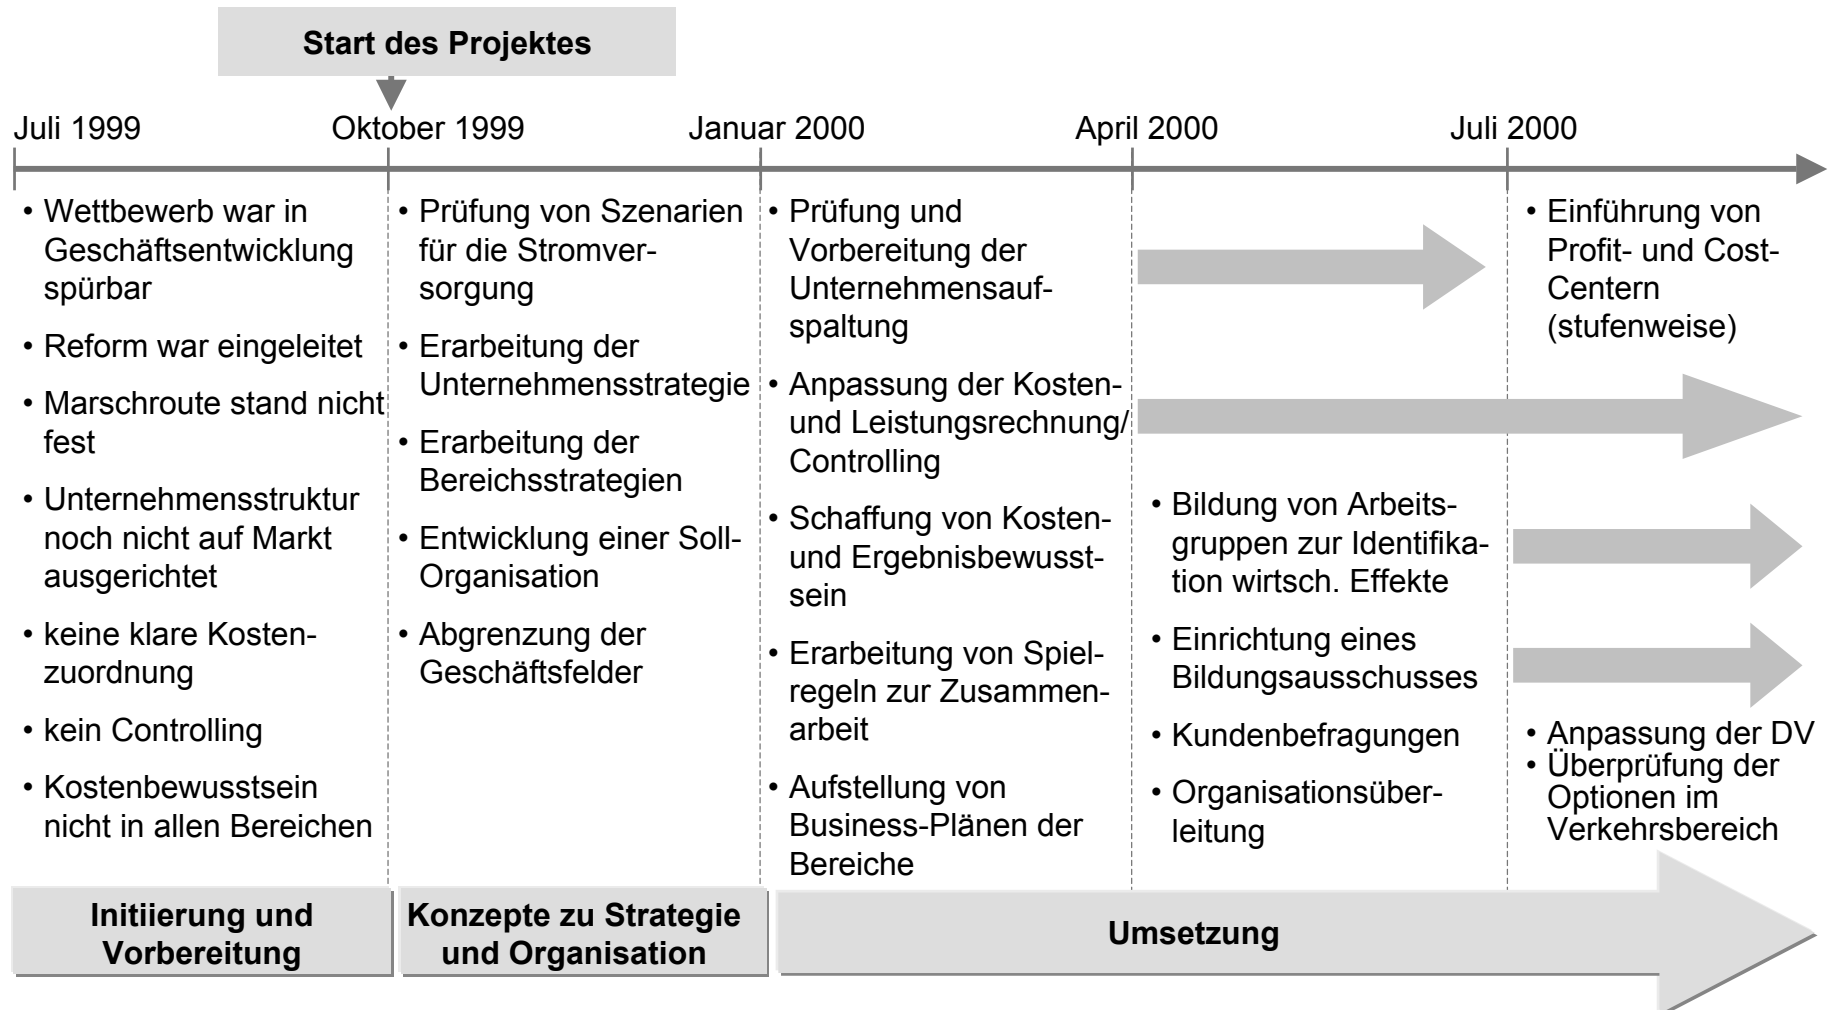 Start des Projektes
Juli 1999
Oktober 1999
Januar 2000
April 2000
Juli 2000
• Wettbewerb war in
Geschäftsentwicklung
spürbar
• Reform war eingeleitet
• Marschroute stand nicht
fest
• Unternehmensstruktur
noch nicht auf Markt
ausgerichtet
• keine klare Kosten-
zuordnung
• kein Controlling
• Kostenbewusstsein
nicht in allen Bereichen
• Prüfung von Szenarien
für die Stromver-
sorgung
• Erarbeitung der
Unternehmensstrategie
• Erarbeitung der
Bereichsstrategien
• Entwicklung einer Soll-
Organisation
• Abgrenzung der
Geschäftsfelder
• Prüfung und
Vorbereitung der
Unternehmensauf-
spaltung
• Anpassung der Kosten-
und Leistungsrechnung/
Controlling
• Schaffung von Kosten-
und Ergebnisbewusst-
sein
• Erarbeitung von Spiel-
regeln zur Zusammen-
arbeit
• Aufstellung von
Business-Plänen der
Bereiche
• Bildung von Arbeits-
gruppen zur Identifika-
tion wirtsch. Effekte
• Einrichtung eines
Bildungsausschusses
• Kundenbefragungen
• Organisationsüber-
leitung
• Einführung von
Profit- und Cost-
Centern
(stufenweise)
• Anpassung der DV
• Überprüfung der
Optionen im
Verkehrsbereich
Initiierung und
Vorbereitung
Konzepte zu Strategie
und Organisation
Umsetzung